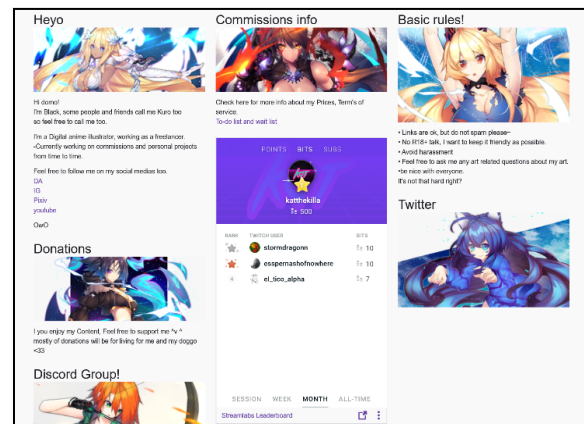 Heyo
Hi domo!
I'm Black, some people and friends call me Kuro too
so feel free to call me too.
I'm a Digital anime illustrator, working as a freelancer.
-Currently working on commissions and personal projects
from time to time.
Feel free to follow me on my social medias too.
DA
IG
Pixiv
youtube
OwO
Donations
I you enjoy my Content, Feel free to support me ^v ^
mostly of donations will be for living for me and my doggo
<33
Discord Group!
Commissions info
Check here for more info about my Prices, Term's of
service.
To-do list and wait list
POINTS BITS SUBS
katthekilla
500
RANK TWITCH USER BITS
stormdragonn 10
esspernashofnowhere 10
4 el_tico_alpha 7
SESSION WEEK MONTH ALL-TIME
Streamlabs Leaderboard
Basic rules!
• Links are ok, but do not spam please~
• No R18+ talk, I want to keep it friendly as possible.
• Avoid harassment
• Feel free to ask me any art related questions about my art.
•be nice with everyone.
It's not that hard right?
Twitter